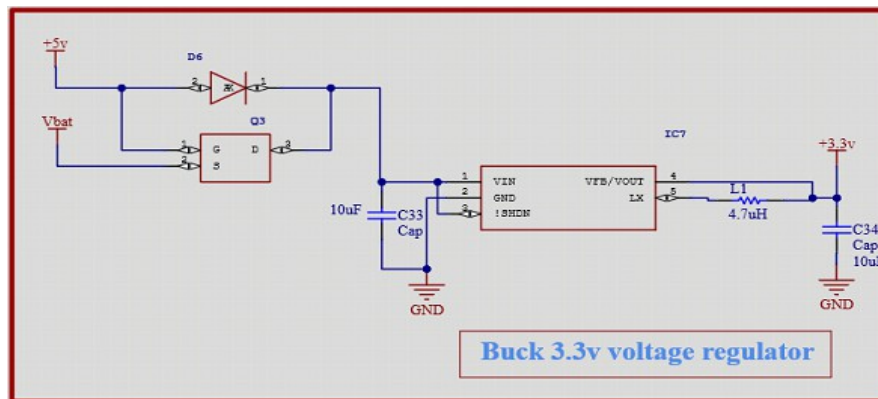 +5v
D6
2
1
Vbat
Q3
1
G
D
3
2
S
IC7
+3.3v
1
VIN
VFB/VOUT
4
2
GND
LX
5
3
!SHDN
L1
4.7uH
10uF
C33
Cap
C34
Cap
GND
GND
Buck 3.3v voltage regulator